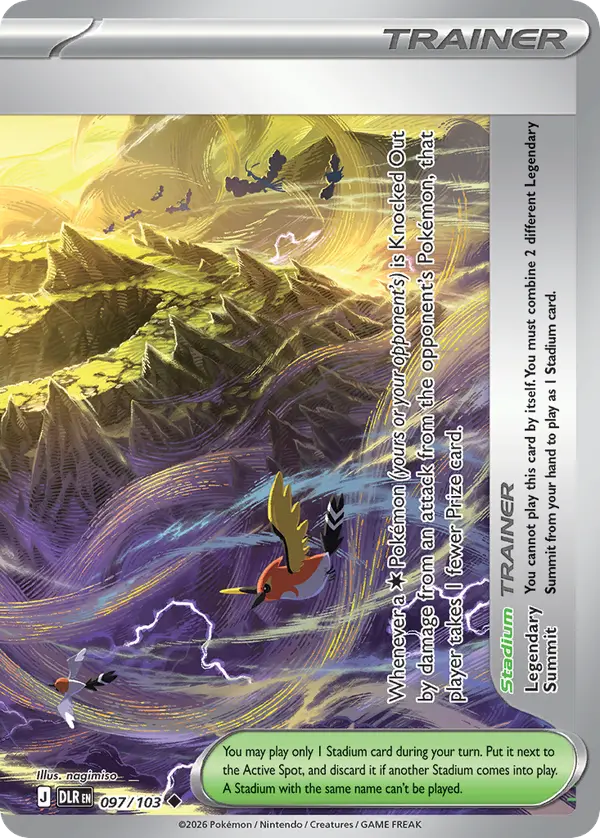 TRAINER
Whenever a ★ Pokémon (yours or your opponent's) is Knocked Out
by damage from an attack from the opponent's Pokémon, that
player takes 1 fewer Prize card.
Stadium TRAINER
Legendary
Summit
You cannot play this card by itself. You must combine 2 different Legendary
Summit from your hand to play as 1 Stadium card.
You may play only 1 Stadium card during your turn. Put it next to
the Active Spot, and discard it if another Stadium comes into play.
A Stadium with the same name can't be played.
Illus. nagimiso
J DLR EN 097/103 ◆
©2026 Pokémon / Nintendo / Creatures / GAME FREAK